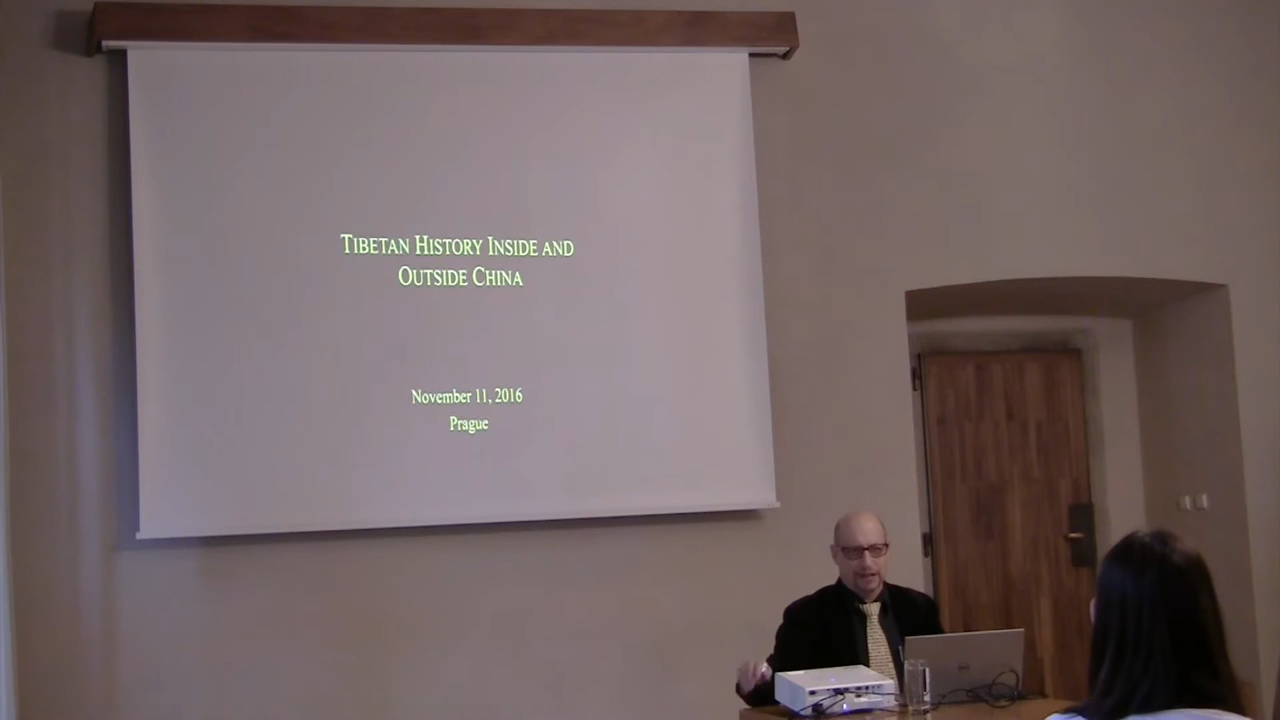 TIBETAN HISTORY INSIDE AND
OUTSIDE CHINA
November 11, 2016
Prague